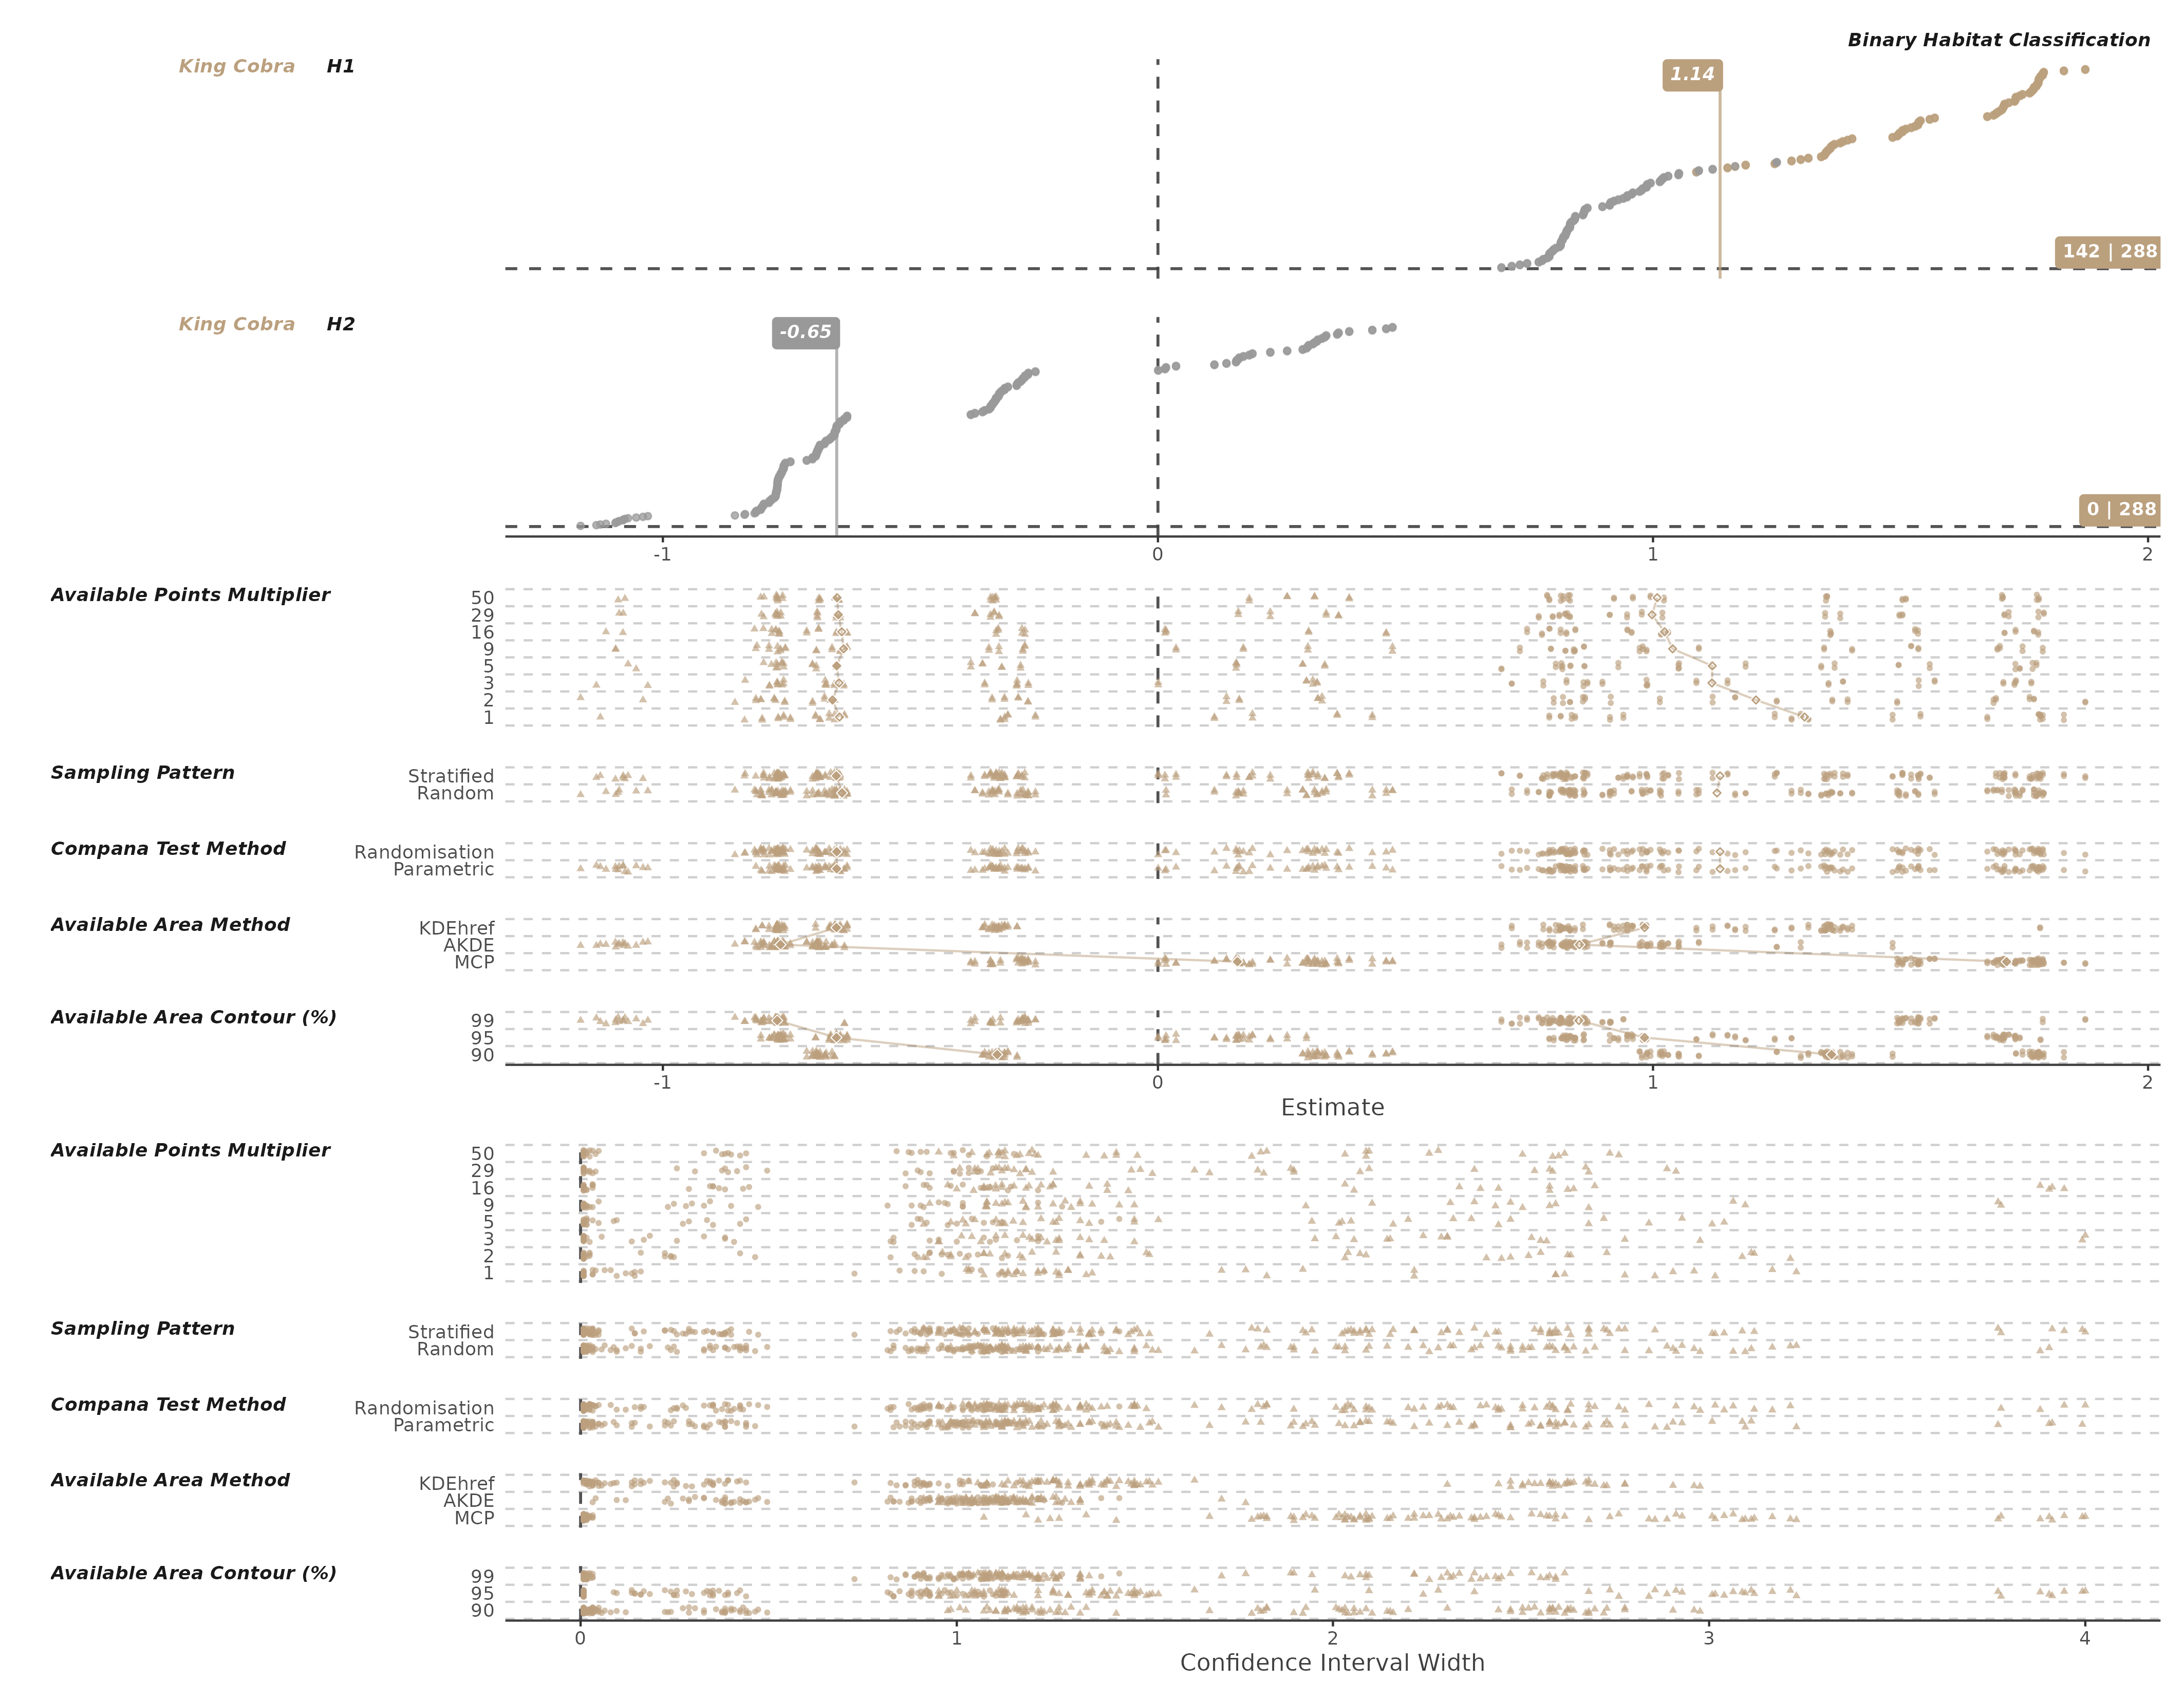 Binary Habitat Classification
King Cobra H1
1.14
142 | 288
King Cobra H2
-0.65
0 | 288
-1 0 1 2
Available Points Multiplier
50
29
16
9
5
3
2
1
Sampling Pattern
Stratified
Random
Compana Test Method
Randomisation
Parametric
Available Area Method
KDEhref
AKDE
MCP
Available Area Contour (%)
99
95
90
-1 0 1 2
Estimate
Available Points Multiplier
50
29
16
9
5
3
2
1
Sampling Pattern
Stratified
Random
Compana Test Method
Randomisation
Parametric
Available Area Method
KDEhref
AKDE
MCP
Available Area Contour (%)
99
95
90
0 1 2 3 4
Confidence Interval Width